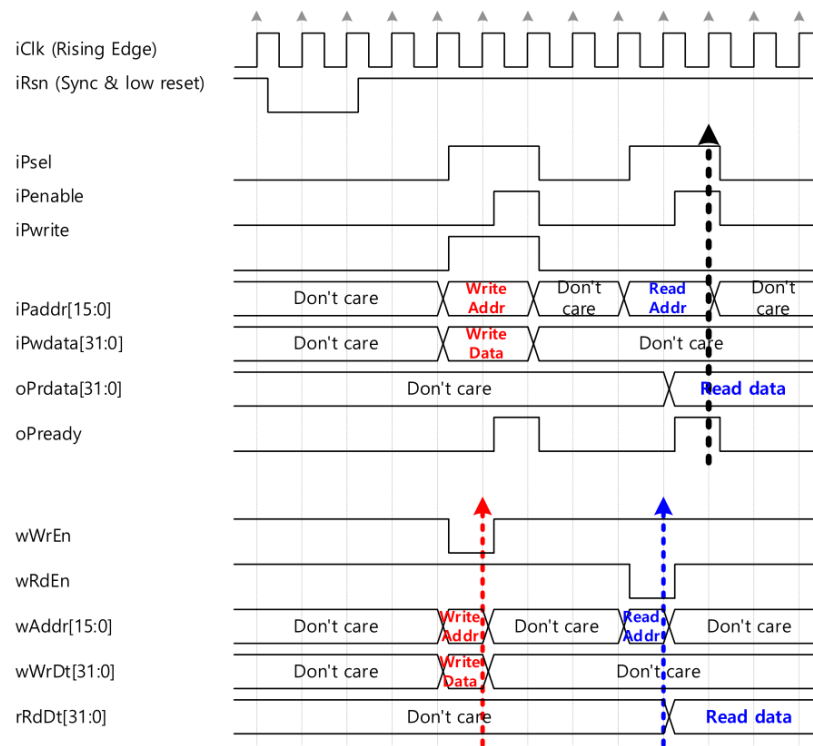 iClk (Rising Edge)
iRsn (Sync & low reset)
iPsel
iPenable
iPwrite
iPaddr[15:0]
Don't care
Write
Addr
Don't
care
Read
Addr
Don't
care
iPwdata[31:0]
Don't care
Write
Data
Don't care
oPrdata[31:0]
Don't care
Read data
oPready
wWrEn
wRdEn
wAddr[15:0]
Don't care
Write
Addr
Don't care
Read
Addr
Don't care
wWrDt[31:0]
Don't care
Write
Data
Don't care
rRdDt[31:0]
Don't care
Read data